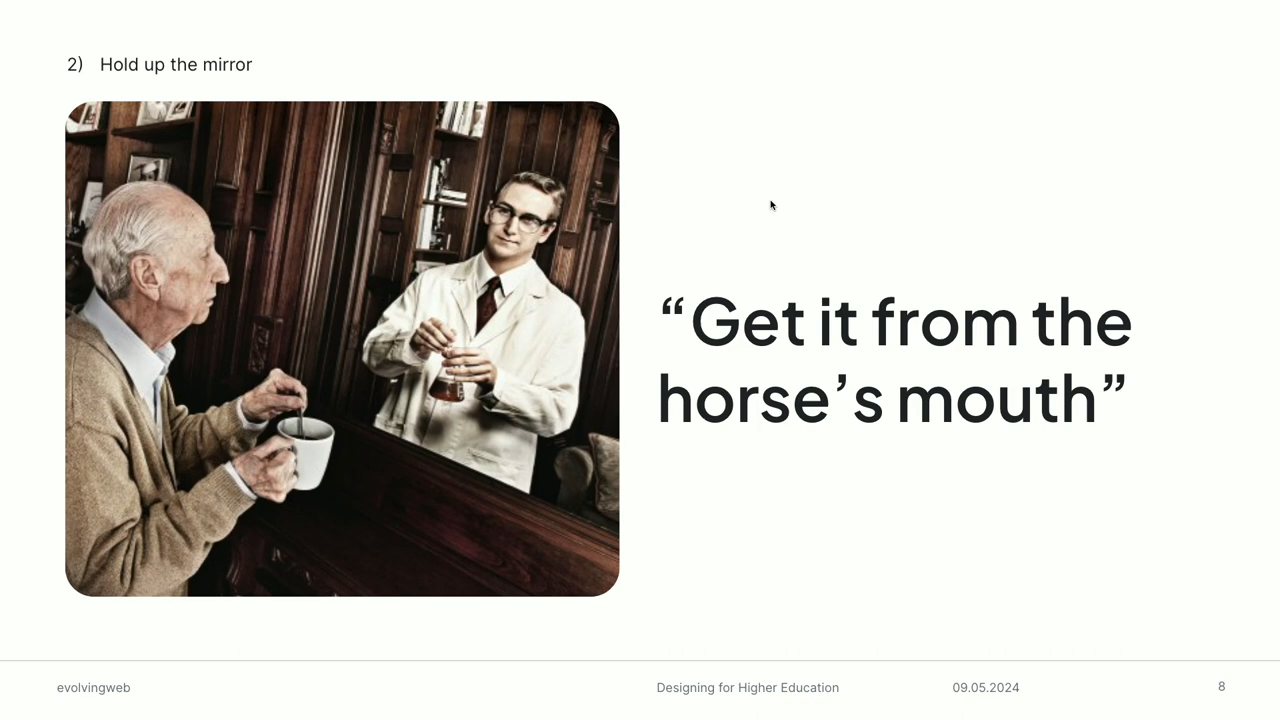 2) Hold up the mirror
“Get it from the
horse’s mouth”
evolvingweb
Designing for Higher Education
09.05.2024
8